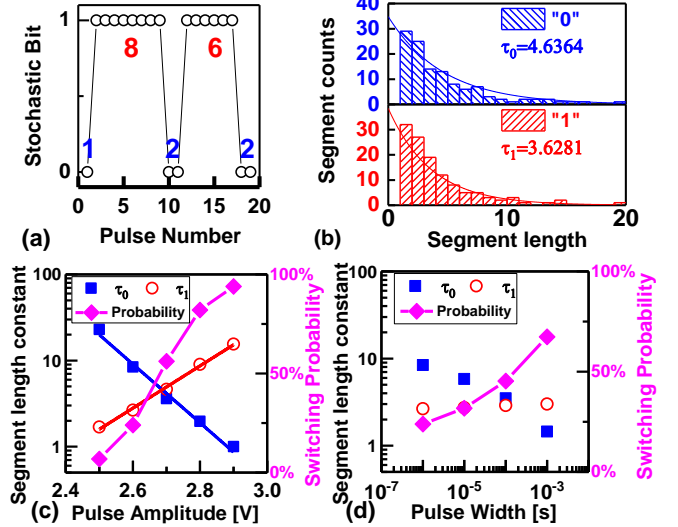 Stochastic Bit
1
0
8
6
1
2
2
0
5
10
15
20
Pulse Number
(a)
Segment counts
40
30
20
10
0
"0"
τ0=4.6364
30
20
10
0
"1"
τ1=3.6281
0
10
20
Segment length
(b)
Segment length constant
100
10
1
τ0
τ1
Probability
100%
50%
0%
Switching Probability
2.4
2.6
2.8
3.0
Pulse Amplitude [V]
(c)
Segment length constant
100
10
1
τ0
τ1
Probability
100%
50%
0%
Switching Probability
10-7
10-5
10-3
Pulse Width [s]
(d)